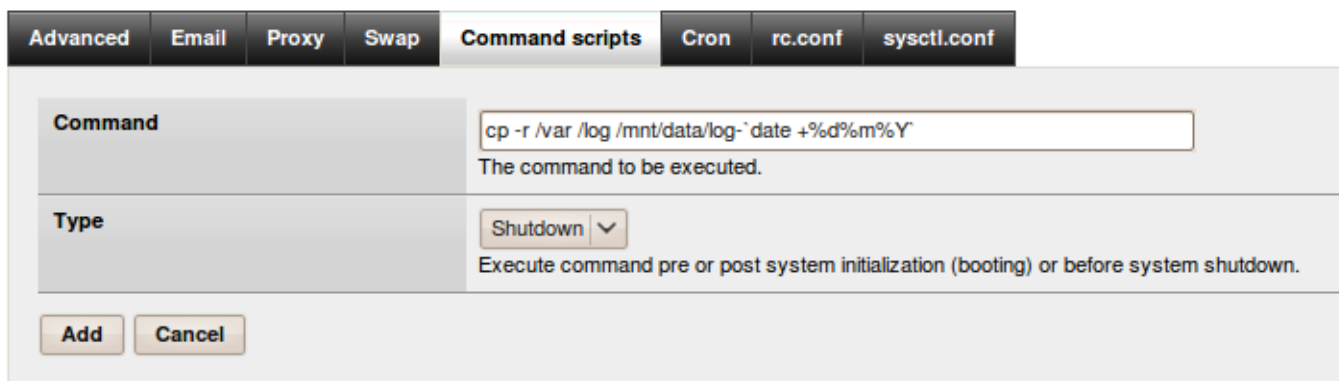 Advanced Email Proxy Swap Command scripts Cron rc.conf sysctl.conf
Command
cp -r /var /log /mnt/data/log-`date +%d%m%Y`
The command to be executed.
Type
Shutdown
Execute command pre or post system initialization (booting) or before system shutdown.
Add Cancel